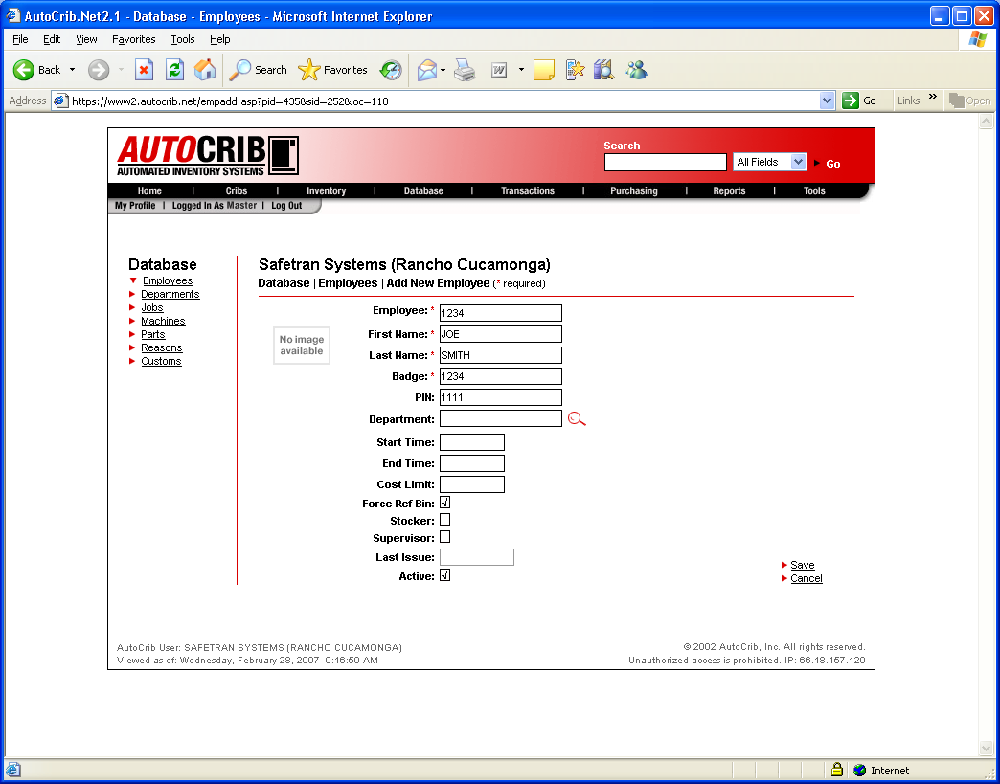 AutoCrib.Net2.1 - Database - Employees - Microsoft Internet Explorer
File Edit View Favorites Tools Help
Back Search Favorites W
Address https://www2.autocrib.net/empadd.asp?pid=435&sid=252&loc=118 Go Links » Open
AUTOCRIB
AUTOMATED INVENTORY SYSTEMS
Search
All Fields Go
Home | Cribs | Inventory | Database | Transactions | Purchasing | Reports | Tools
My Profile | Logged In As Master | Log Out
Database
Employees
Departments
Jobs
Machines
Parts
Reasons
Customs
Safetran Systems (Rancho Cucamonga)
Database | Employees | Add New Employee (* required)
No image
available
Employee: * 1234
First Name: * JOE
Last Name: * SMITH
Badge: * 1234
PIN: 1111
Department:
Start Time:
End Time:
Cost Limit:
Force Ref Bin: √
Stocker:
Supervisor:
Last Issue:
Active: √
Save
Cancel
AutoCrib User: SAFETRAN SYSTEMS (RANCHO CUCAMONGA)
Viewed as of: Wednesday, February 28, 2007 9:16:50 AM
© 2002 AutoCrib, Inc. All rights reserved.
Unauthorized access is prohibited. IP: 66.18.157.129
Internet